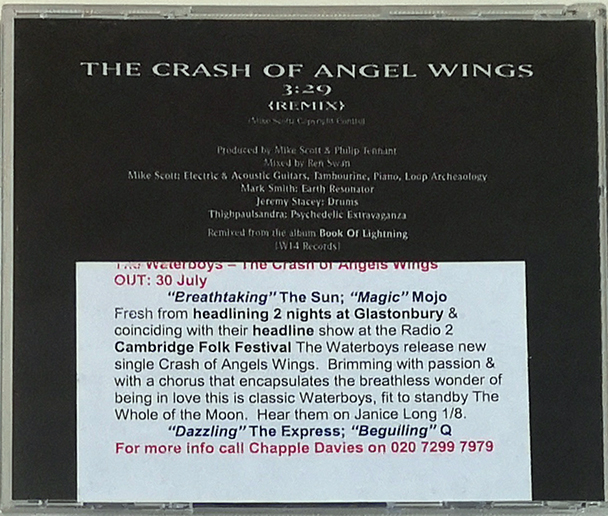 THE CRASH OF ANGEL WINGS
3:29
{REMIX}
(Mike Scott; Copyright Control)
Produced by Mike Scott & Philip Tennant
Mixed by Ben Swan
Mike Scott: Electric & Acoustic Guitars, Tambourine, Piano, Loop Archaeology
Mark Smith: Earth Resonator
Jeremy Stacey: Drums
Thighpaulsandra: Psychedelic Extravaganza
Remixed from the album Book Of Lightning
(W14 Records)
The Waterboys – The Crash of Angels Wings
OUT: 30 July
“Breathtaking” The Sun; “Magic” Mojo
Fresh from headlining 2 nights at Glastonbury &
coinciding with their headline show at the Radio 2
Cambridge Folk Festival The Waterboys release new
single Crash of Angels Wings. Brimming with passion &
with a chorus that encapsulates the breathless wonder of
being in love this is classic Waterboys, fit to standby The
Whole of the Moon. Hear them on Janice Long 1/8.
“Dazzling” The Express; “Beguiling” Q
For more info call Chapple Davies on 020 7299 7979